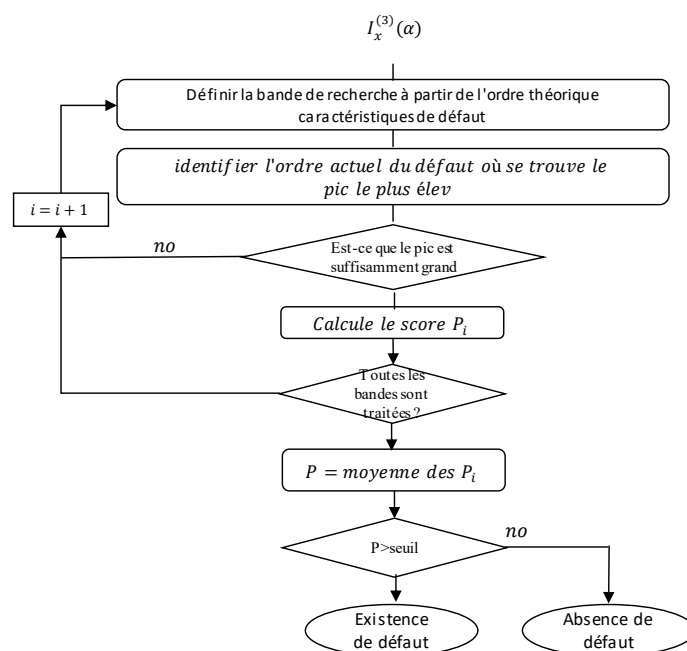 $I_x^{(3)}(\alpha)$
Définir la bande de recherche à partir de l'ordre théorique
caractéristiques de défaut
identifier l'ordre actuel du défaut où se trouve le
pic le plus élev
i = i + 1
no
Est-ce que le pic est
suffisamment grand
Calcule le score $P_i$
Toutes les
bandes sont
traitées ?
P = moyenne des $P_i$
P>seuil
no
Existence
de défaut
Absence de
défaut